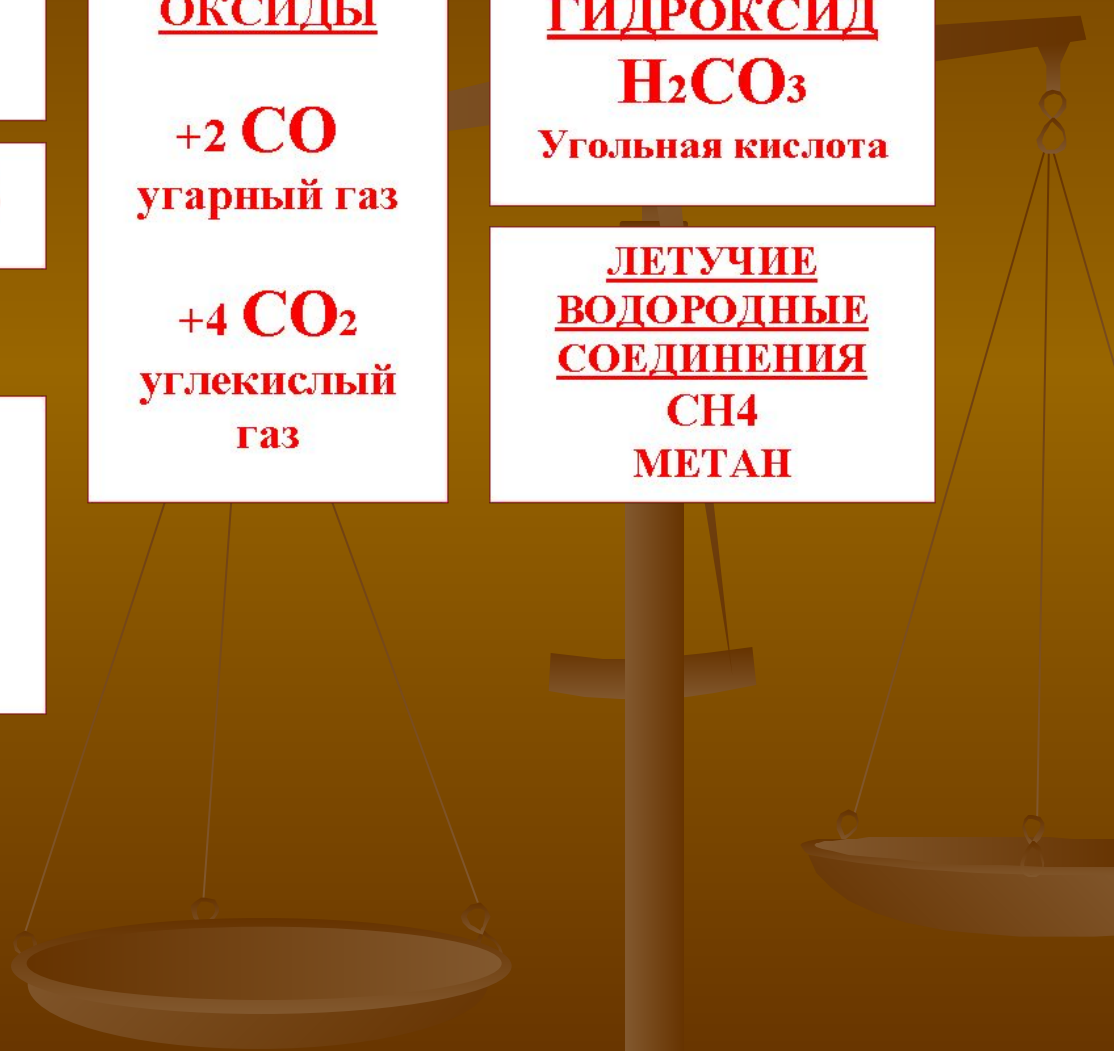 ОКСИДЫ
+2 CO
угарный газ
+4 CO2
углекислый
газ
ГИДРОКСИД
H2CO3
Угольная кислота
ЛЕТУЧИЕ
ВОДОРОДНЫЕ
СОЕДИНЕНИЯ
CH4
МЕТАН